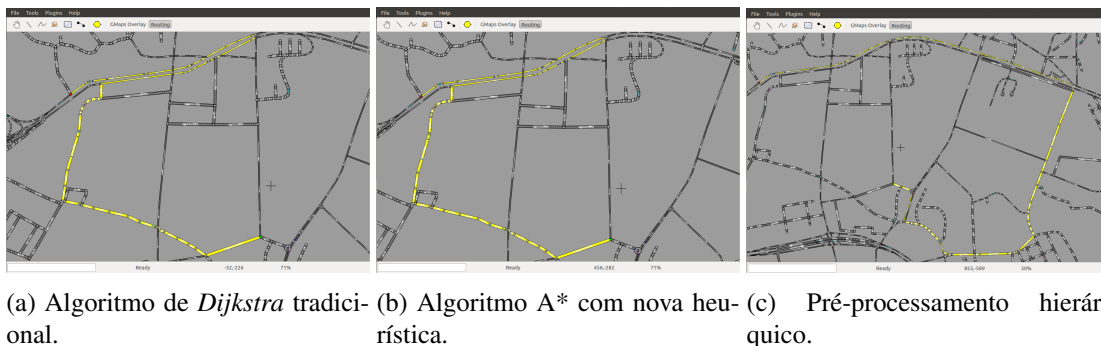 File Tools Plugins Help
GMaps Overlay Routing
Ready -32,-226 71%
File Tools Plugins Help
GMaps Overlay Routing
Ready 456,-282 71%
File Tools Plugins Help
GMaps Overlay Routing
Ready 855,-589 50%
(a) Algoritmo de Dijkstra tradici-
onal.
(b) Algoritmo A* com nova heu-
rística.
(c) Pré-processamento hierár
quico.